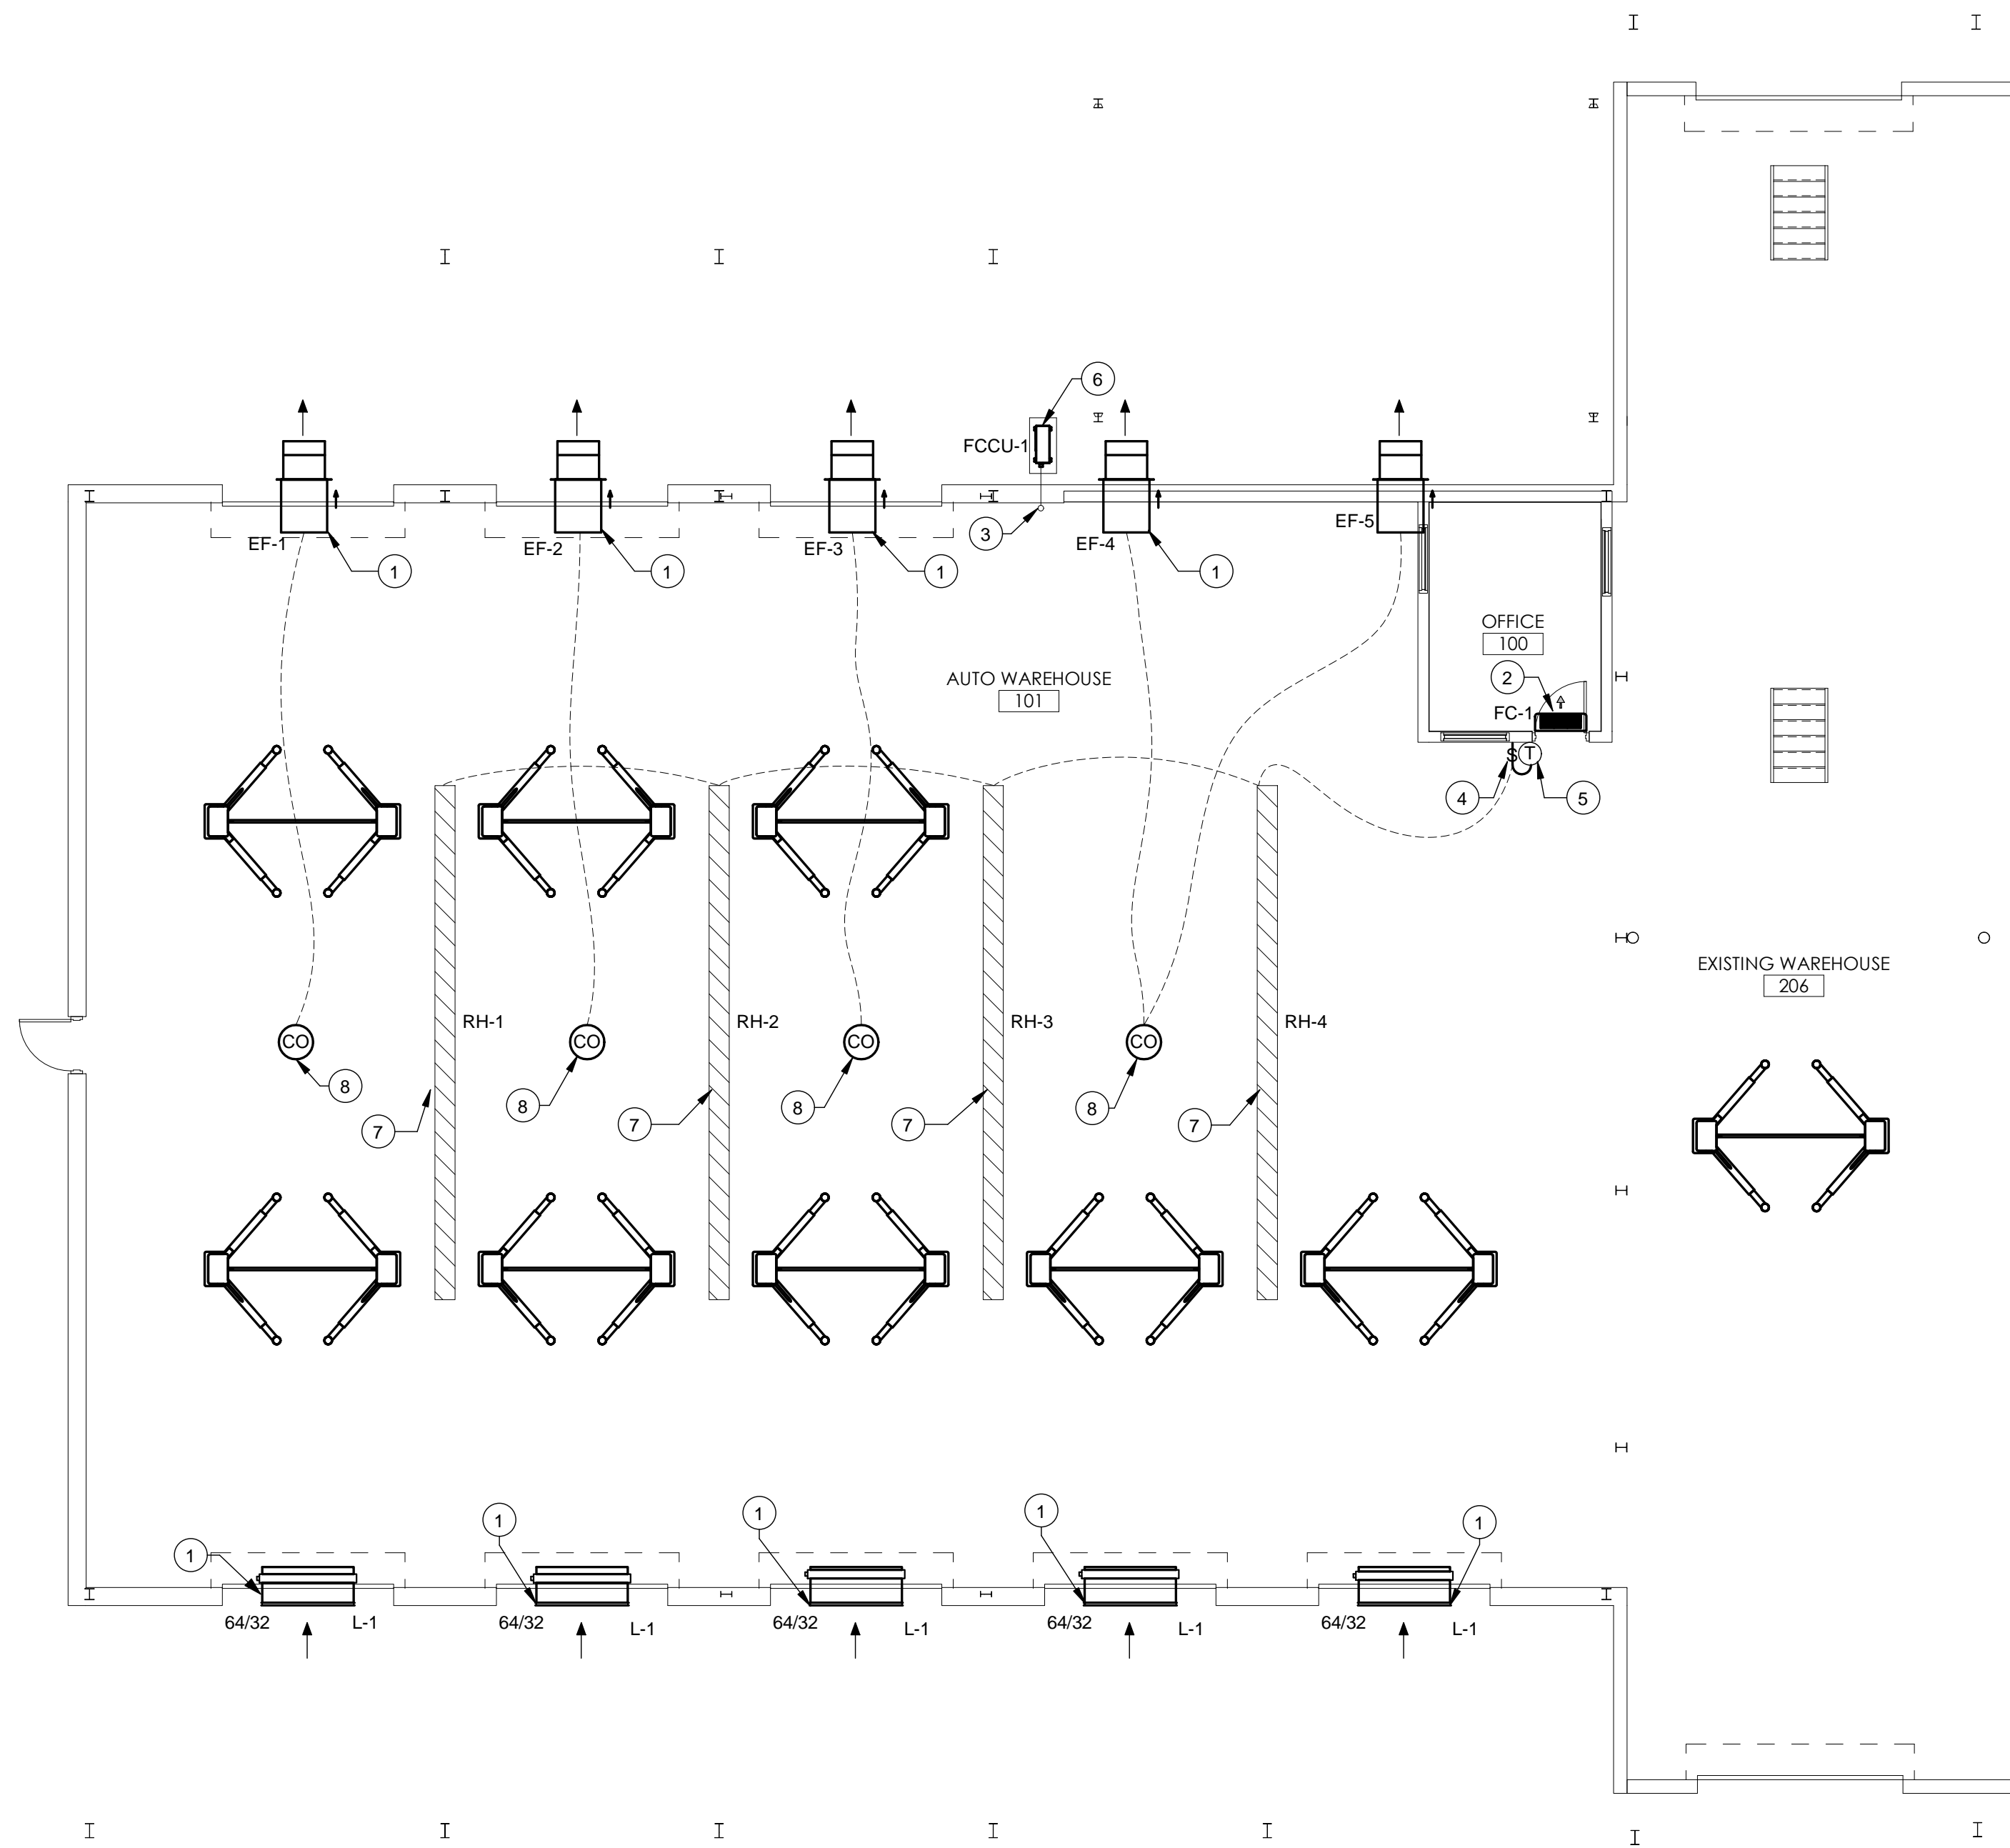 6
FCCU-1
3
EF-1
EF-2
EF-3
EF-4
EF-5
1
1
1
1
OFFICE
100
AUTO WAREHOUSE
101
2
FC-1
S
T
4
5
EXISTING WAREHOUSE
206
RH-1
RH-2
RH-3
RH-4
CO
CO
CO
CO
8
8
8
8
7
7
7
7
1
1
1
1
1
64/32
L-1
64/32
L-1
64/32
L-1
64/32
L-1
64/32
L-1